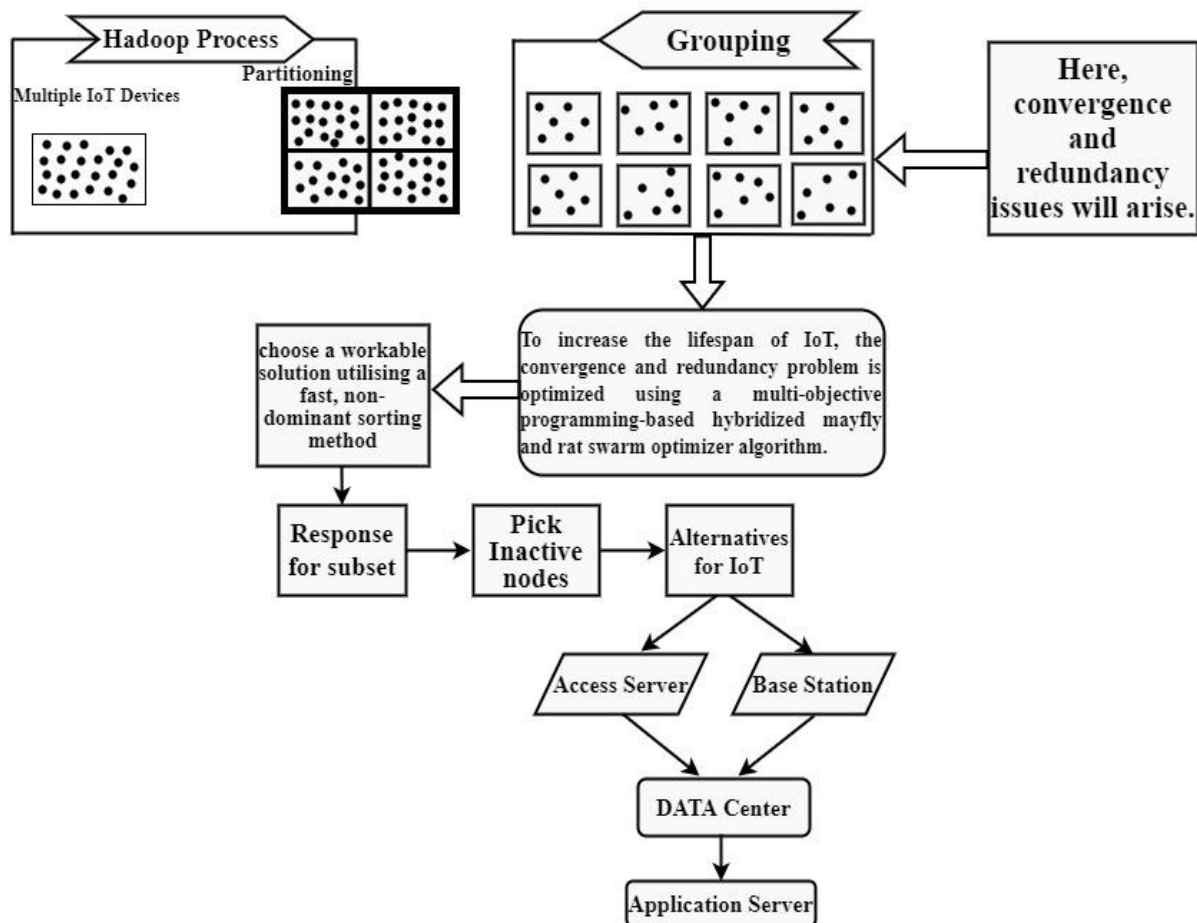 Hadoop Process
Partitioning
Multiple IoT Devices
Grouping
Here,
convergence
and
redundancy
issues will arise.
To increase the lifespan of IoT, the
convergence and redundancy problem is
optimized using a multi-objective
programming-based hybridized mayfly
and rat swarm optimizer algorithm.
choose a workable
solution utilising a
fast, non-
dominant sorting
method
Response
for subset
Pick
Inactive
nodes
Alternatives
for IoT
Access Server
Base Station
DATA Center
Application Server